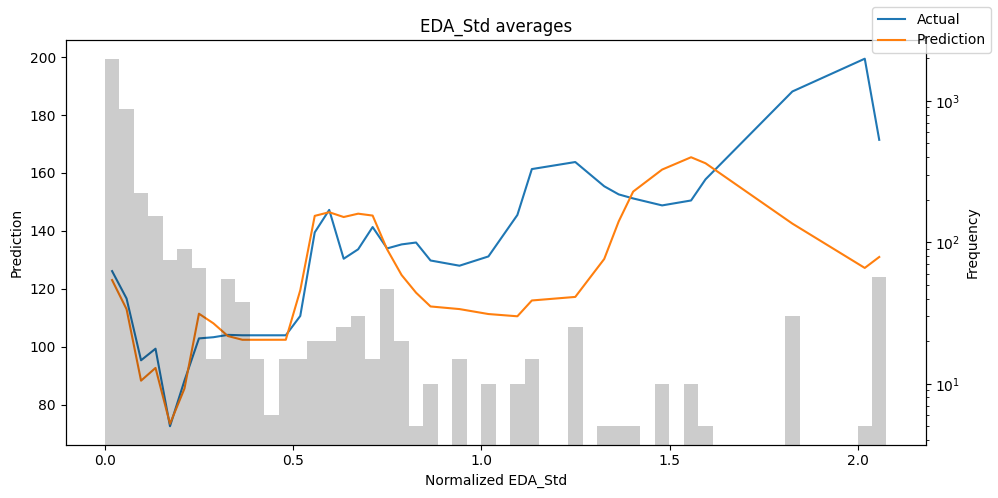 EDA_Std averages
Actual
Prediction
200
180
160
140
120
100
80
Prediction
10³
10²
10¹
Frequency
0.0 0.5 1.0 1.5 2.0
Normalized EDA_Std